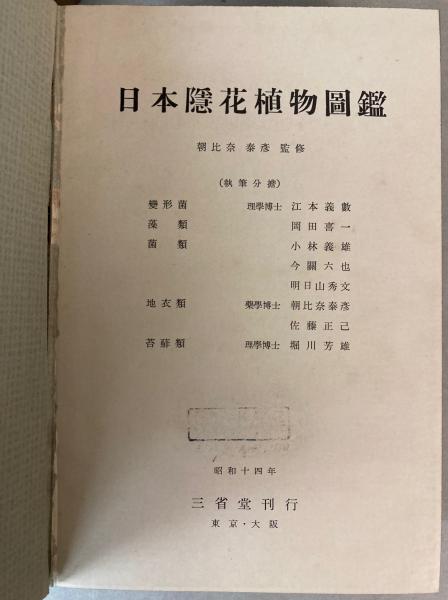 日本隱花植物圖鑑
朝比奈 泰彦 監修
(執筆分擔)
變形菌 理學博士 江本義數
藻類 岡田喜一
菌類 小林義雄
今關六也
明日山秀文
地衣類 藥學博士 朝比奈泰彦
佐藤正己
苔蘚類 理學博士 堀川芳雄
昭和十四年
三省堂刊行
東京・大阪